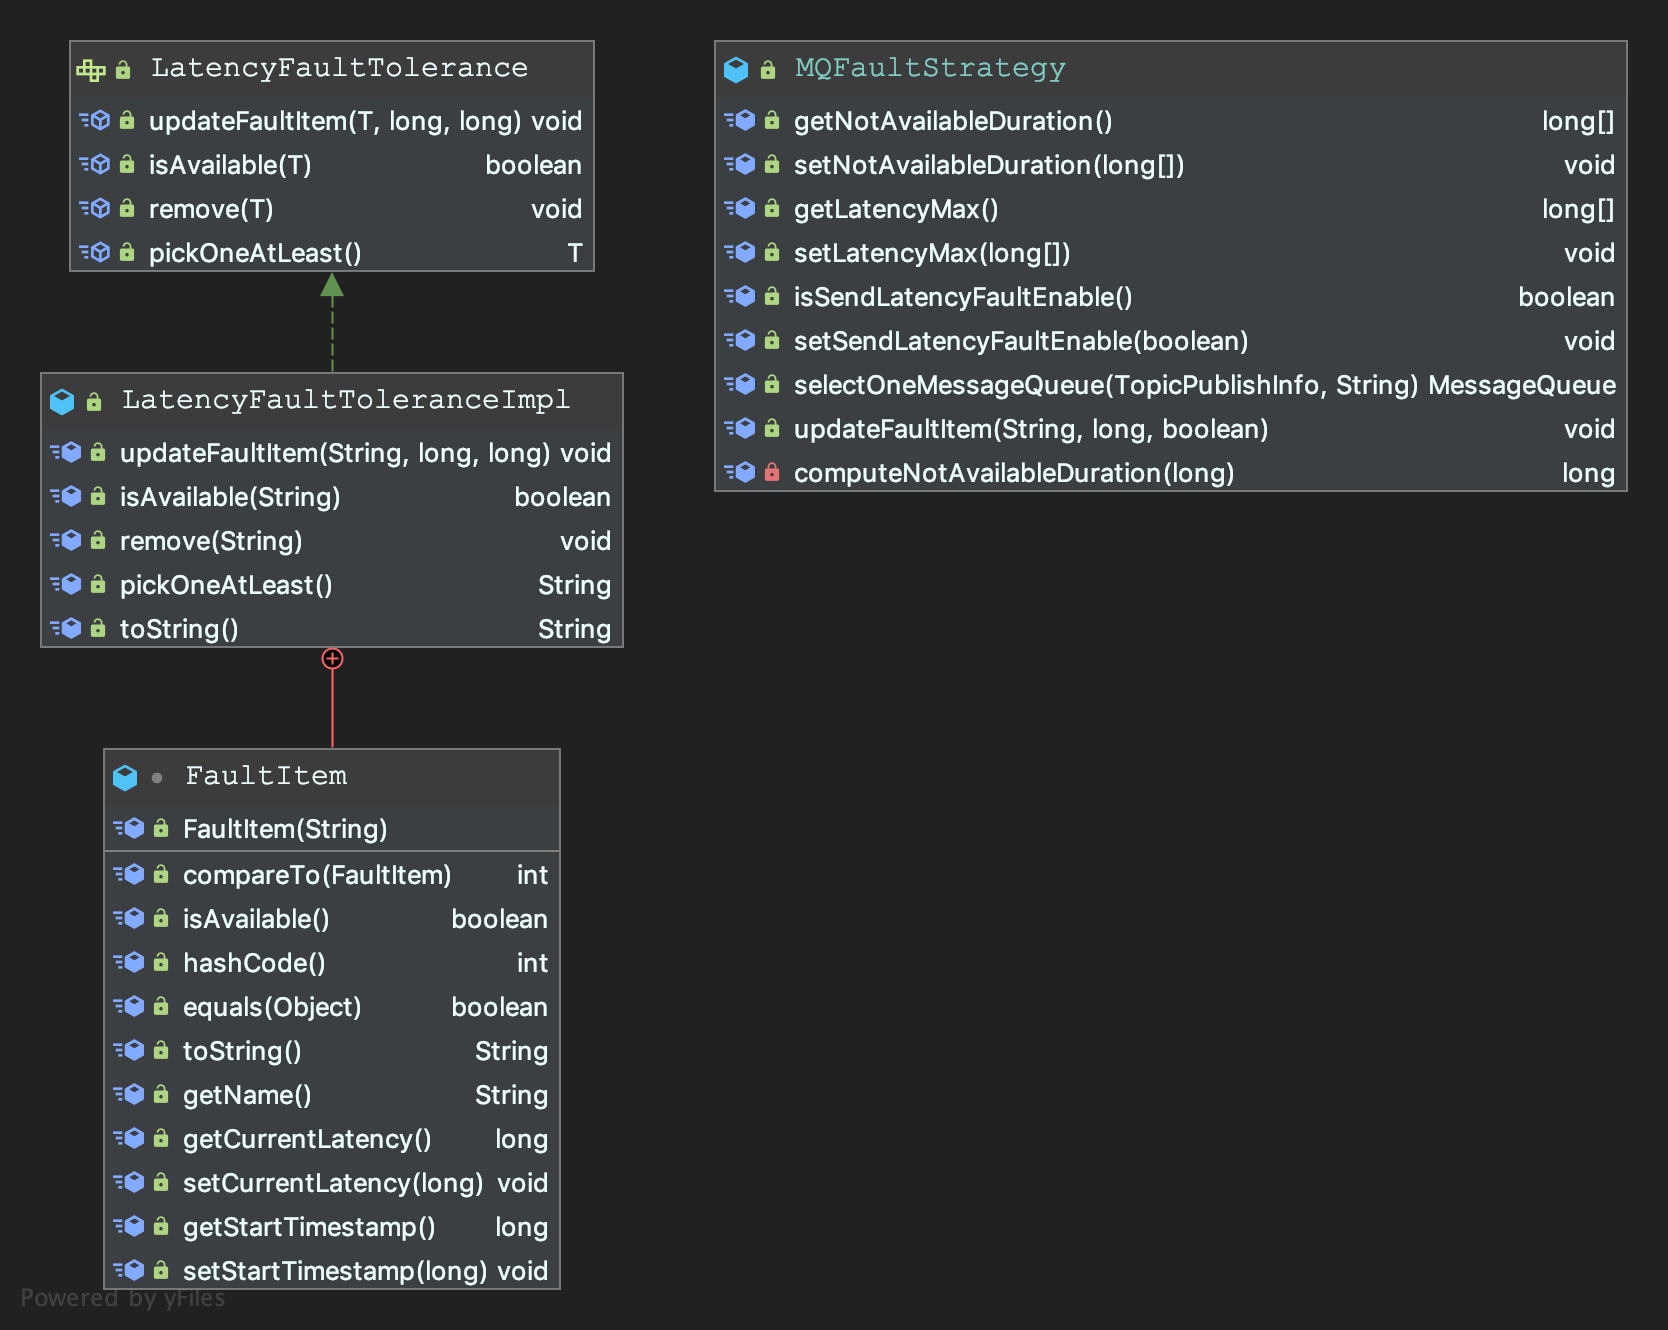 LatencyFaultTolerance
updateFaultItem(T, long, long) void
isAvailable(T) boolean
remove(T) void
pickOneAtLeast() T
LatencyFaultToleranceImpl
updateFaultItem(String, long, long) void
isAvailable(String) boolean
remove(String) void
pickOneAtLeast() String
toString() String
FaultItem
FaultItem(String)
compareTo(FaultItem) int
isAvailable() boolean
hashCode() int
equals(Object) boolean
toString() String
getName() String
getCurrentLatency() long
setCurrentLatency(long) void
getStartTimestamp() long
setStartTimestamp(long) void
MQFaultStrategy
getNotAvailableDuration() long[]
setNotAvailableDuration(long[]) void
getLatencyMax() long[]
setLatencyMax(long[]) void
isSendLatencyFaultEnable() boolean
setSendLatencyFaultEnable(boolean) void
selectOneMessageQueue(TopicPublishInfo, String) MessageQueue
updateFaultItem(String, long, boolean) void
computeNotAvailableDuration(long) long
Powered by yFiles